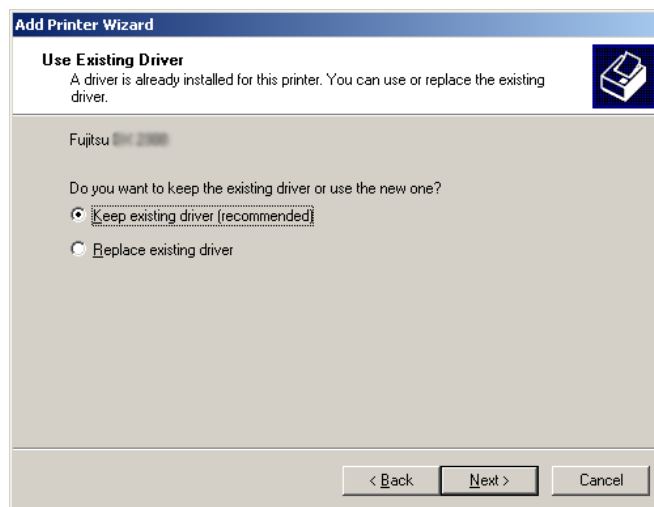 Add Printer Wizard
Use Existing Driver
A driver is already installed for this printer. You can use or replace the existing
driver.
Fujitsu
Do you want to keep the existing driver or use the new one?
Keep existing driver (recommended)
Replace existing driver
< Back
Next >
Cancel